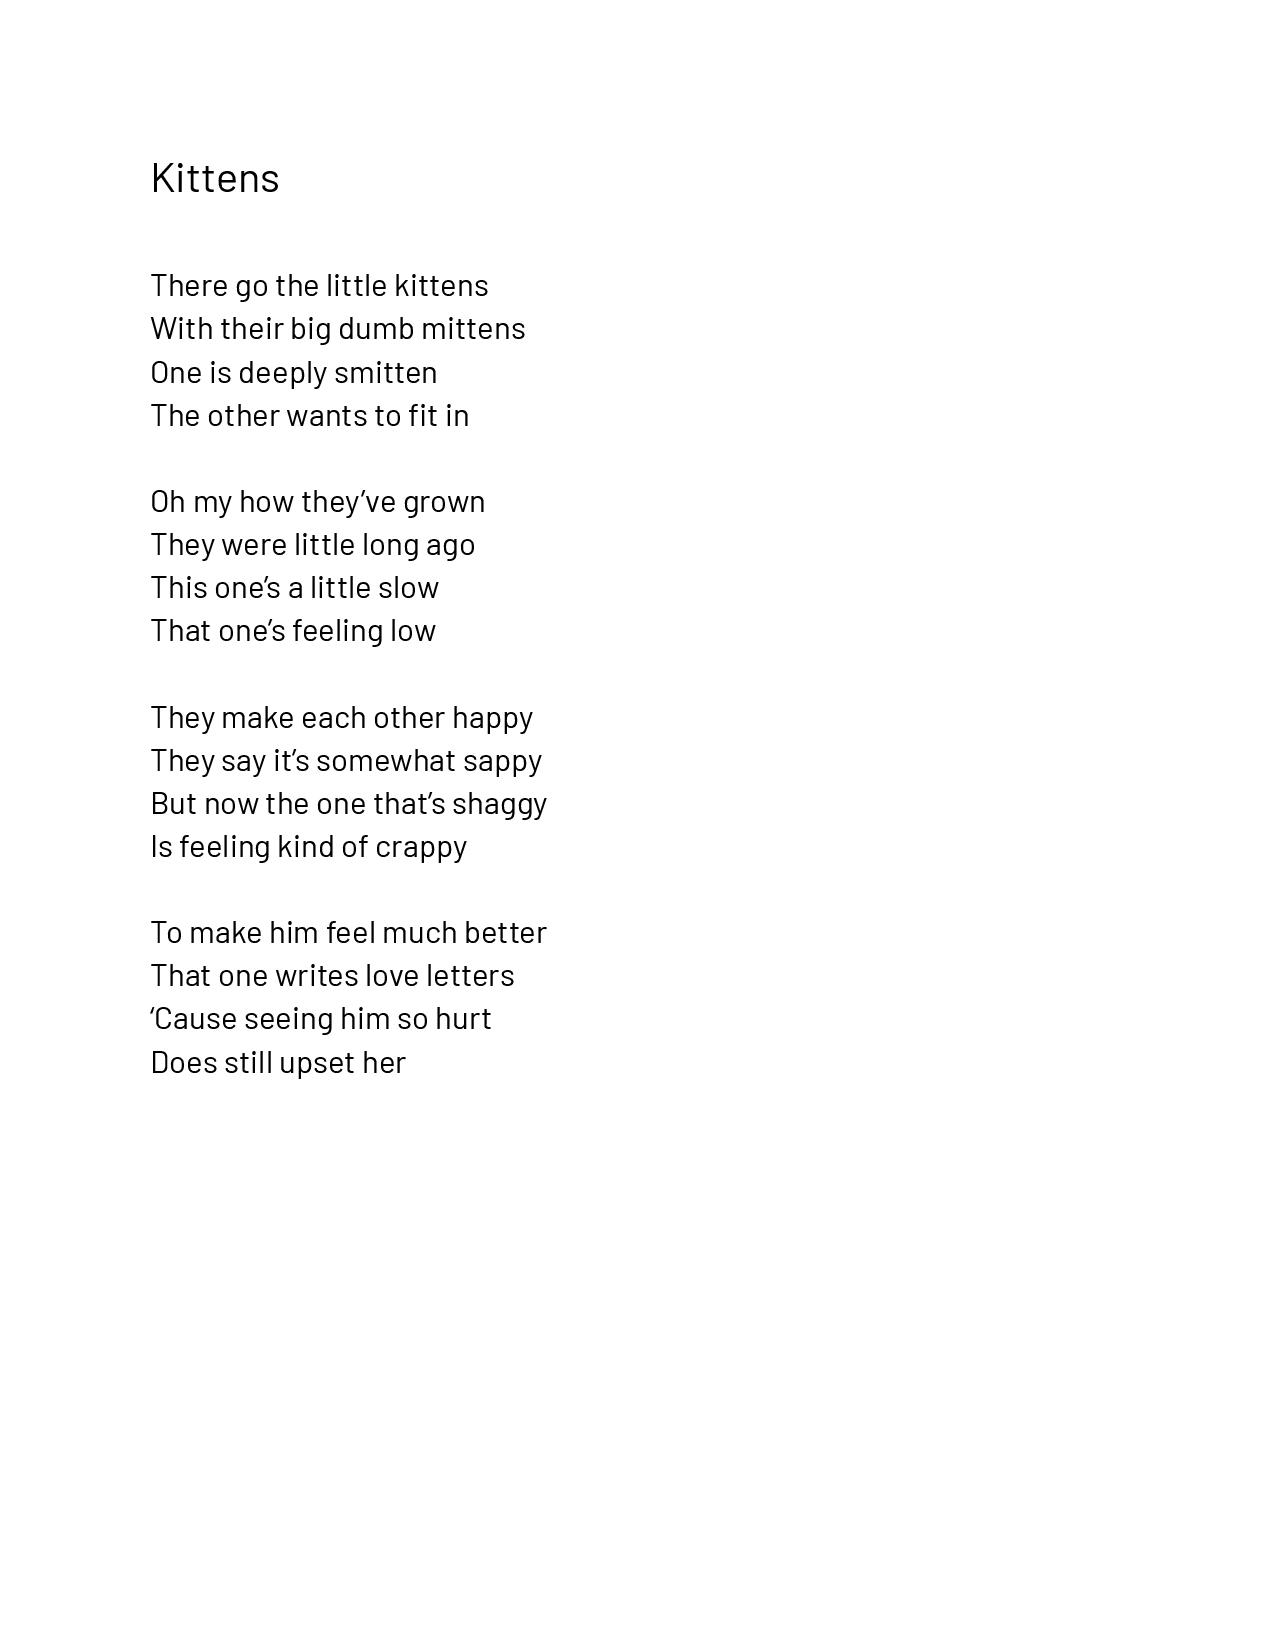 Kittens
There go the little kittens
With their big dumb mittens
One is deeply smitten
The other wants to fit in
Oh my how they’ve grown
They were little long ago
This one’s a little slow
That one’s feeling low
They make each other happy
They say it’s somewhat sappy
But now the one that’s shaggy
Is feeling kind of crappy
To make him feel much better
That one writes love letters
‘Cause seeing him so hurt
Does still upset her